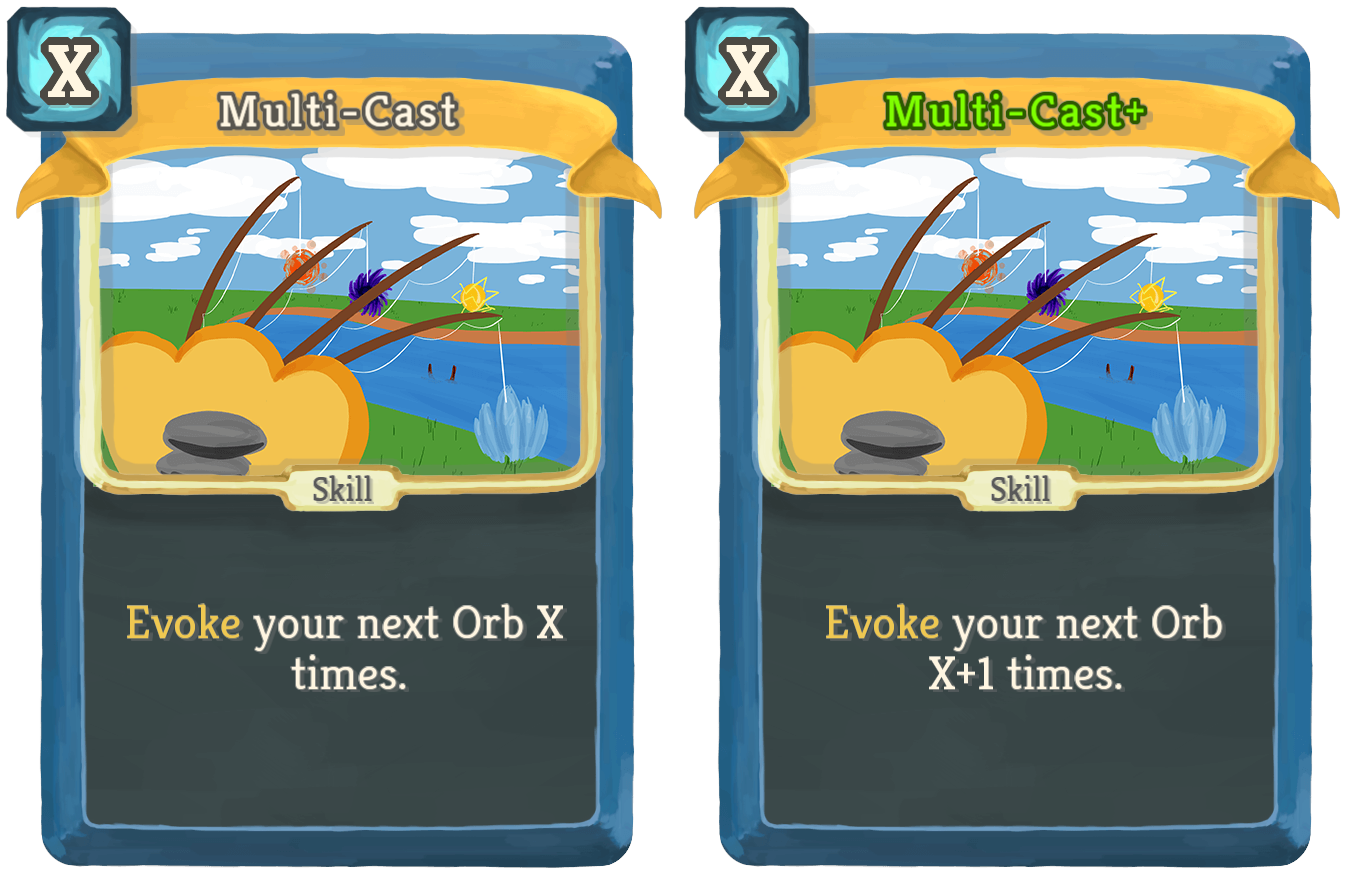 X
Multi-Cast
Skill
Evoke your next Orb X
times.
X
Multi-Cast+
Skill
Evoke your next Orb
X+1 times.